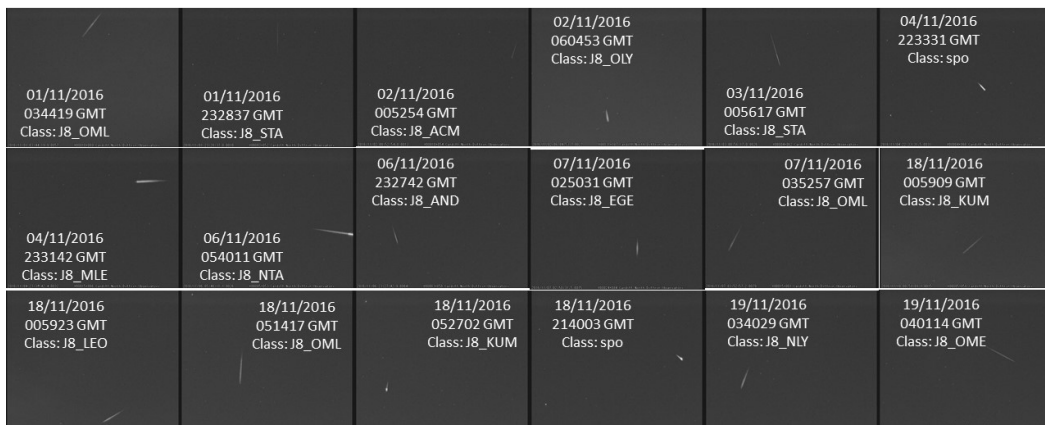 01/11/2016
034419 GMT
Class: J8_OML
01/11/2016
232837 GMT
Class: J8_STA
02/11/2016
005254 GMT
Class: J8_ACM
02/11/2016
060453 GMT
Class: J8_OLY
03/11/2016
005617 GMT
Class: J8_STA
04/11/2016
223331 GMT
Class: spo
04/11/2016
233142 GMT
Class: J8_MLE
06/11/2016
054011 GMT
Class: J8_NTA
06/11/2016
232742 GMT
Class: J8_AND
07/11/2016
025031 GMT
Class: J8_EGE
07/11/2016
035257 GMT
Class: J8_OML
18/11/2016
005909 GMT
Class: J8_KUM
18/11/2016
005923 GMT
Class: J8_LEO
18/11/2016
051417 GMT
Class: J8_OML
18/11/2016
052702 GMT
Class: J8_KUM
18/11/2016
214003 GMT
Class: spo
19/11/2016
034029 GMT
Class: J8_NLY
19/11/2016
040114 GMT
Class: J8_OME